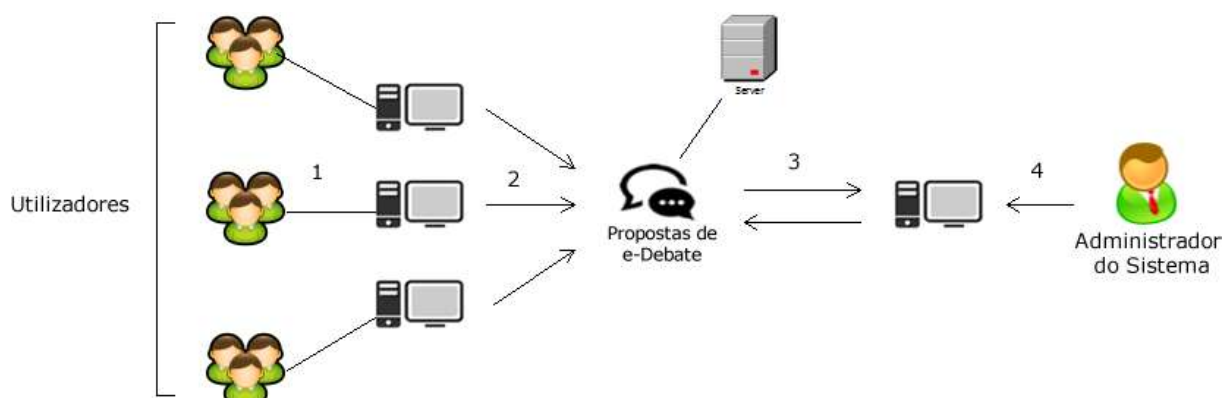 Server
1
2
3
4
Utilizadores
Propostas de
e-Debate
Administrador
do Sistema